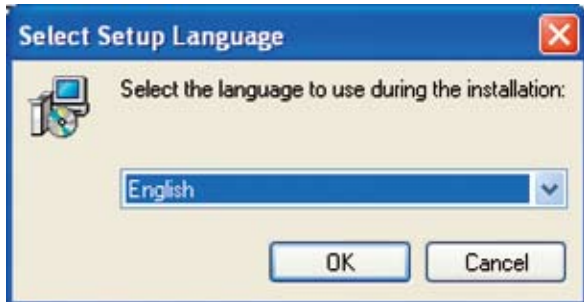 Select Setup Language
Select the language to use during the installation:
English
OK
Cancel